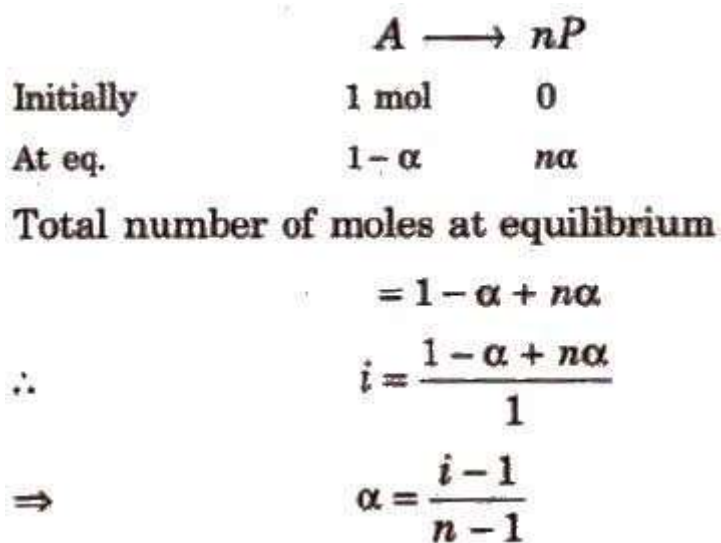 A ⟶ nP
Initially 1 mol 0
At eq. 1 − α nα
Total number of moles at equilibrium
= 1 − α + nα
∴ i = (1 − α + nα) / 1
⇒ α = (i − 1) / (n − 1)